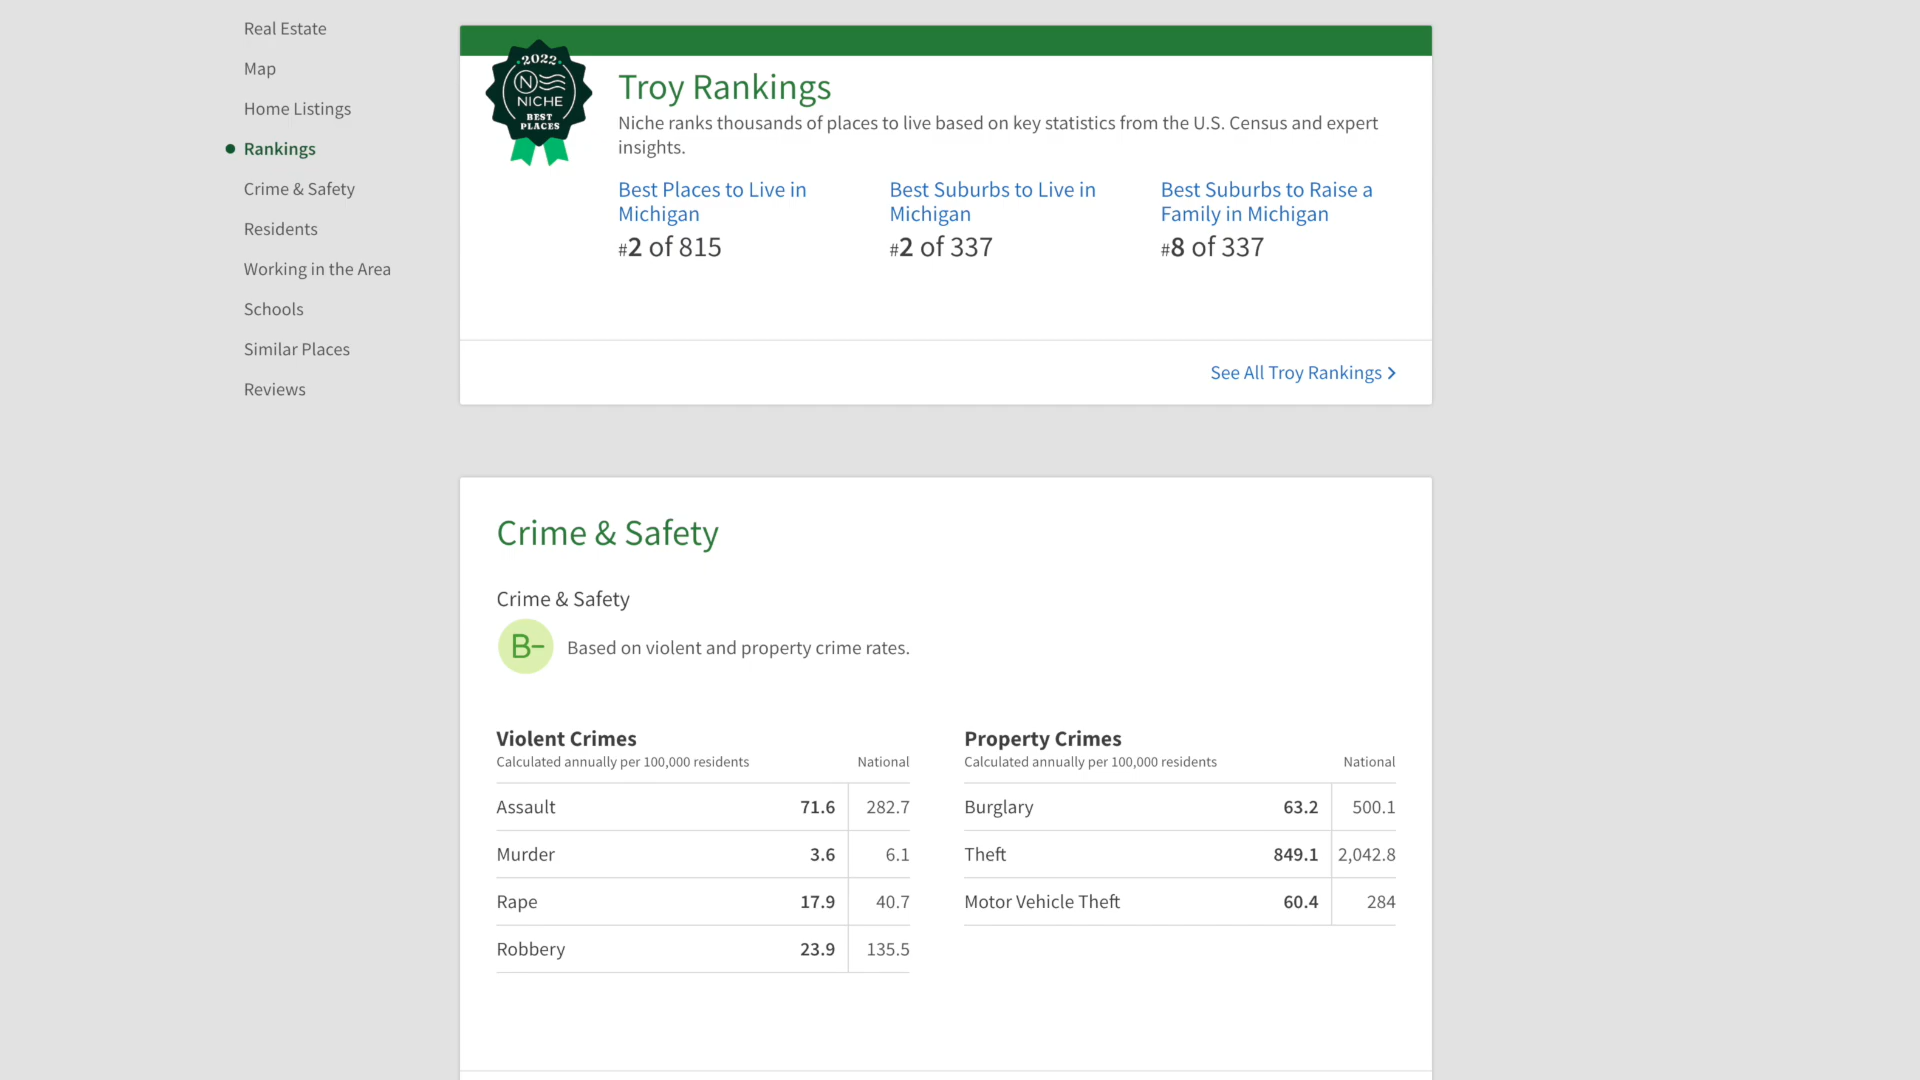 Real Estate
Map
Home Listings
Rankings
Crime & Safety
Residents
Working in the Area
Schools
Similar Places
Reviews
2022
N
NICHE
BEST
PLACES
Troy Rankings
Niche ranks thousands of places to live based on key statistics from the U.S. Census and expert
insights.
Best Places to Live in
Michigan
#2 of 815
Best Suburbs to Live in
Michigan
#2 of 337
Best Suburbs to Raise a
Family in Michigan
#8 of 337
See All Troy Rankings
Crime & Safety
Crime & Safety
B- Based on violent and property crime rates.
Violent Crimes
Calculated annually per 100,000 residents National
Assault 71.6 282.7
Murder 3.6 6.1
Rape 17.9 40.7
Robbery 23.9 135.5
Property Crimes
Calculated annually per 100,000 residents National
Burglary 63.2 500.1
Theft 849.1 2,042.8
Motor Vehicle Theft 60.4 284